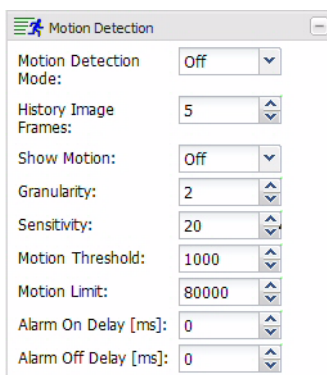 Motion Detection
Motion Detection Mode: Off
History Image Frames: 5
Show Motion: Off
Granularity: 2
Sensitivity: 20
Motion Threshold: 1000
Motion Limit: 80000
Alarm On Delay [ms]: 0
Alarm Off Delay [ms]: 0